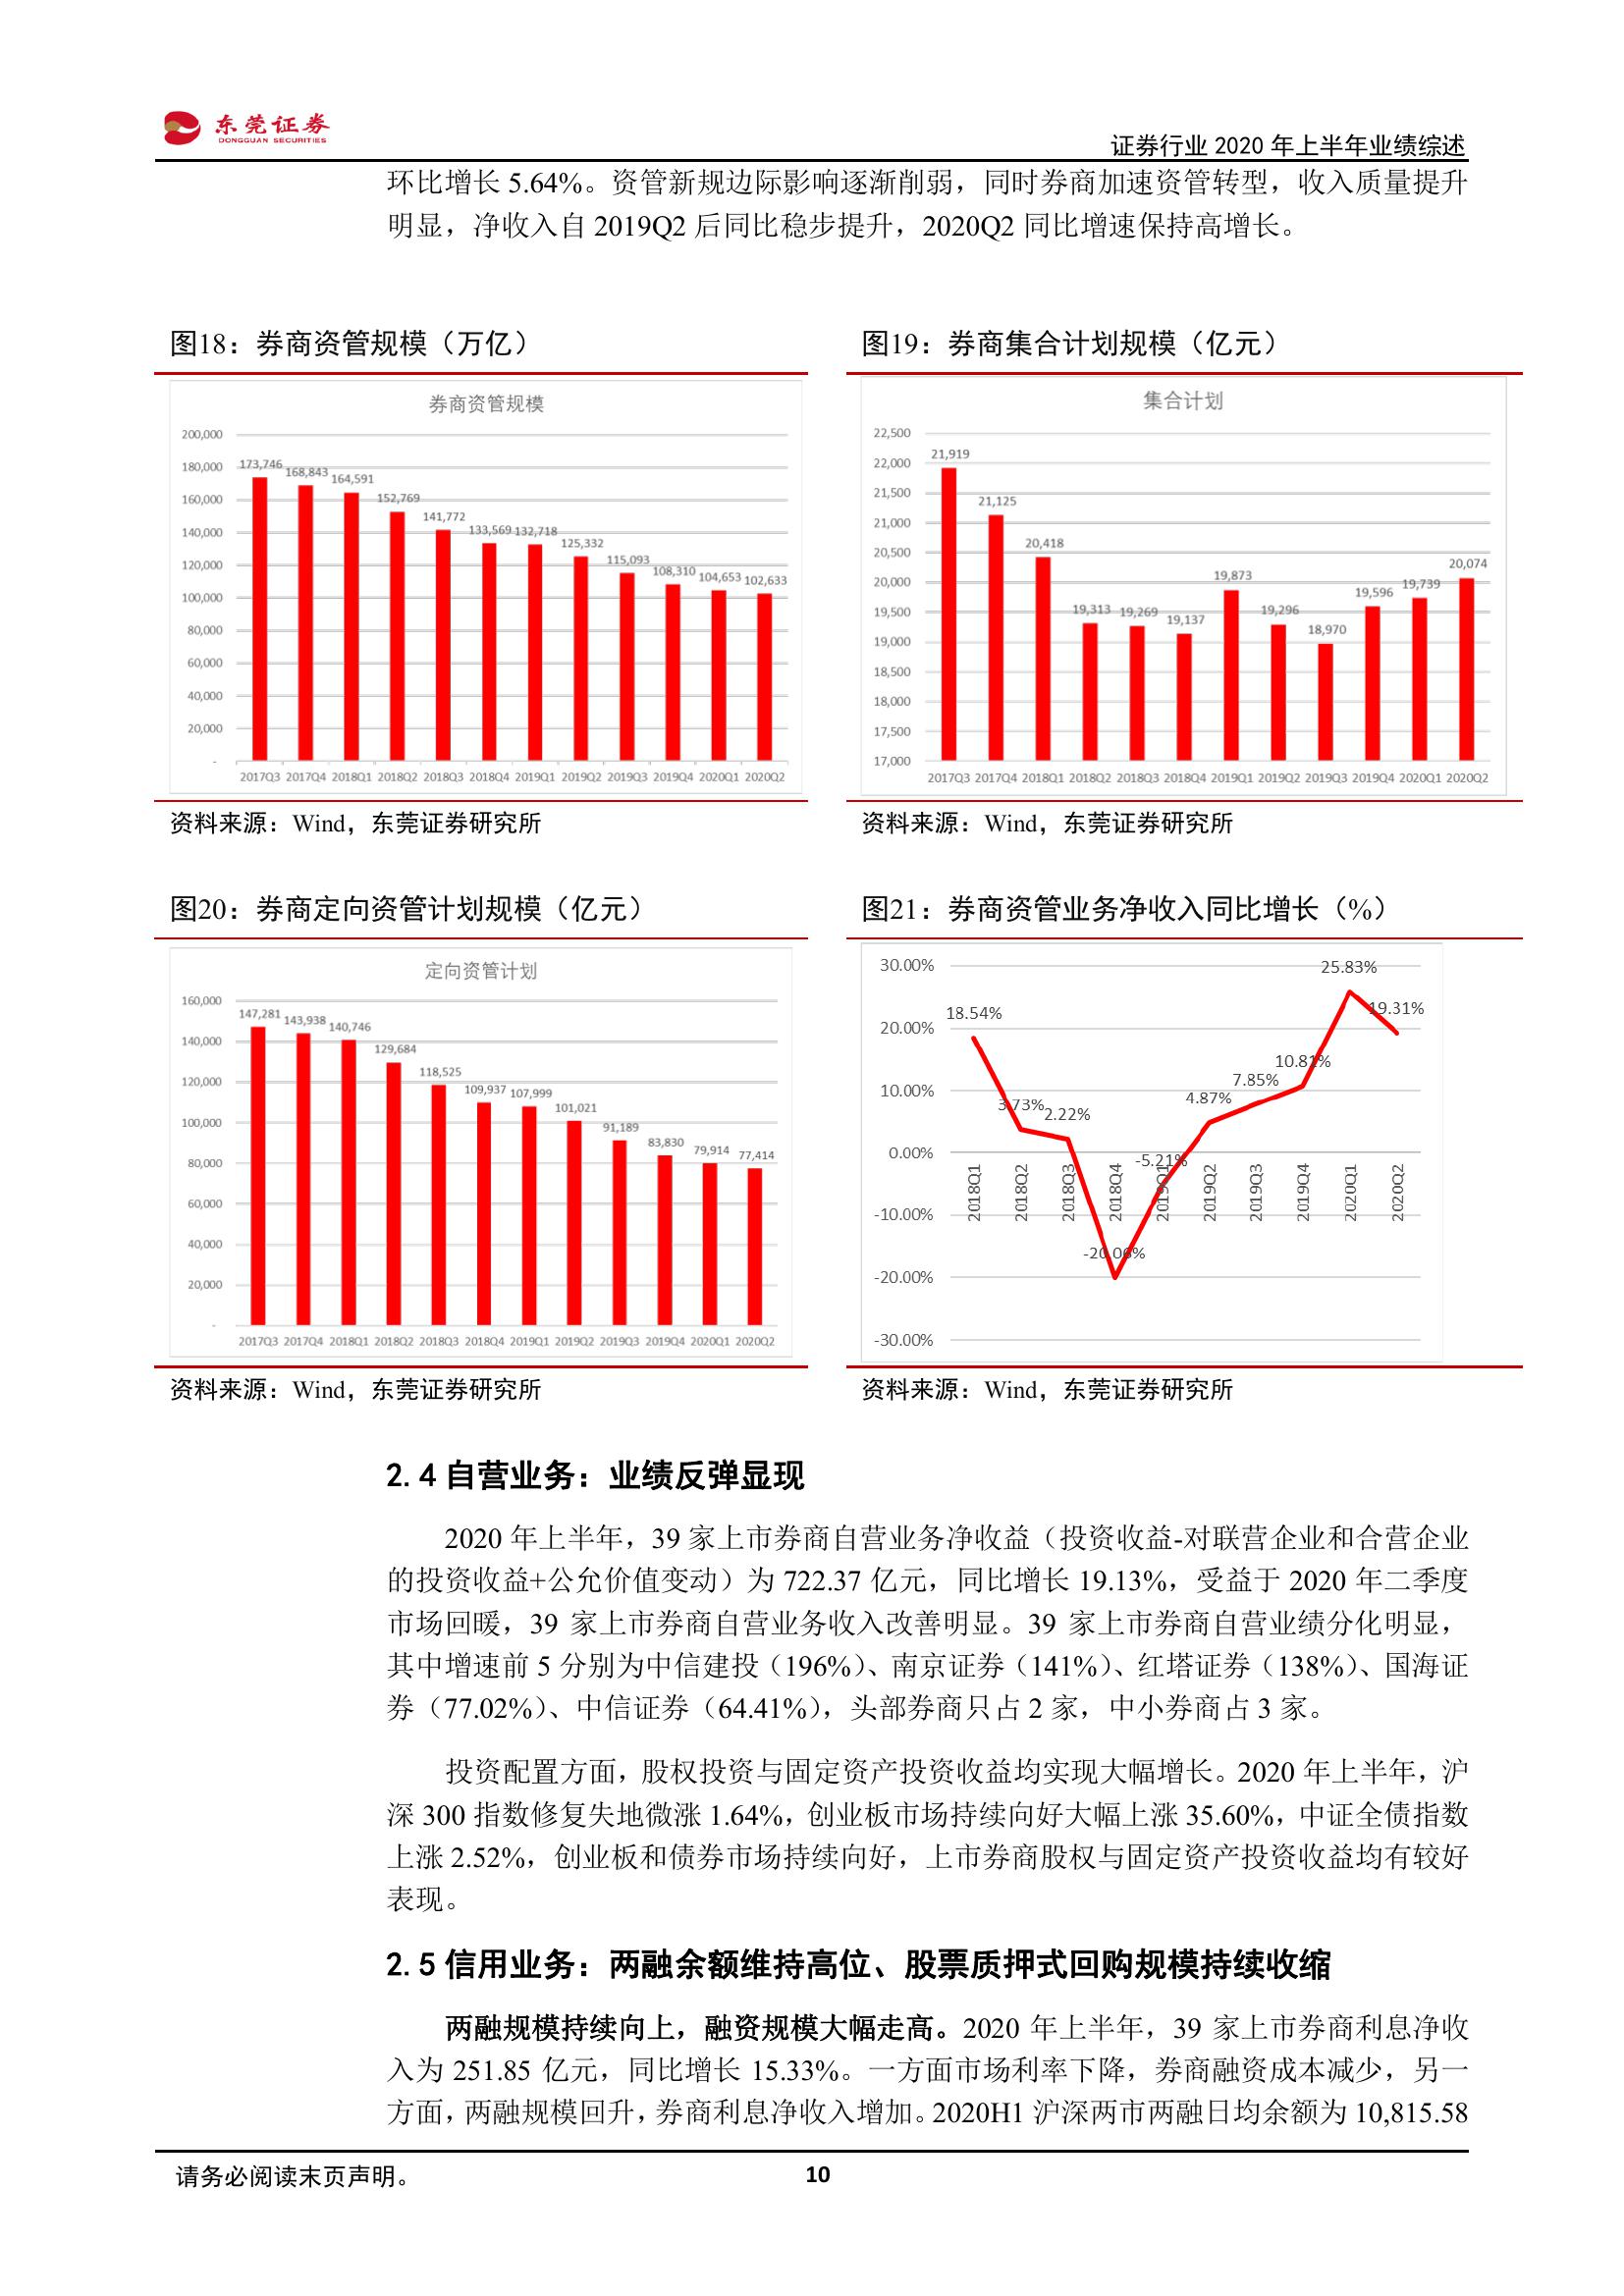 东莞证券
DONGGUAN SECURITIES
证券行业 2020 年上半年业绩综述
环比增长 5.64%。资管新规边际影响逐渐削弱，同时券商加速资管转型，收入质量提升
明显，净收入自 2019Q2 后同比稳步提升，2020Q2 同比增速保持高增长。
图18：券商资管规模（万亿）
券商资管规模
200,000
180,000
160,000
140,000
120,000
100,000
80,000
60,000
40,000
20,000
-
173,746 168,843 164,591 152,769 141,772 133,569 132,718 125,332 115,093 108,310 104,653 102,633
2017Q3 2017Q4 2018Q1 2018Q2 2018Q3 2018Q4 2019Q1 2019Q2 2019Q3 2019Q4 2020Q1 2020Q2
资料来源：Wind，东莞证券研究所
图19：券商集合计划规模（亿元）
集合计划
22,500
22,000
21,500
21,000
20,500
20,000
19,500
19,000
18,500
18,000
17,500
17,000
21,919 21,125 20,418 19,313 19,269 19,137 19,873 19,296 18,970 19,596 19,739 20,074
2017Q3 2017Q4 2018Q1 2018Q2 2018Q3 2018Q4 2019Q1 2019Q2 2019Q3 2019Q4 2020Q1 2020Q2
资料来源：Wind，东莞证券研究所
图20：券商定向资管计划规模（亿元）
定向资管计划
160,000
140,000
120,000
100,000
80,000
60,000
40,000
20,000
-
147,281 143,938 140,746 129,684 118,525 109,937 107,999 101,021 91,189 83,830 79,914 77,414
2017Q3 2017Q4 2018Q1 2018Q2 2018Q3 2018Q4 2019Q1 2019Q2 2019Q3 2019Q4 2020Q1 2020Q2
资料来源：Wind，东莞证券研究所
图21：券商资管业务净收入同比增长（%）
30.00%
20.00%
10.00%
0.00%
-10.00%
-20.00%
-30.00%
18.54% 3.73% 2.22% -20.06% -5.21% 4.87% 7.85% 10.81% 25.83% 19.31%
2018Q1 2018Q2 2018Q3 2018Q4 2019Q1 2019Q2 2019Q3 2019Q4 2020Q1 2020Q2
资料来源：Wind，东莞证券研究所
2.4 自营业务：业绩反弹显现
2020 年上半年，39 家上市券商自营业务净收益（投资收益-对联营企业和合营企业
的投资收益+公允价值变动）为 722.37 亿元，同比增长 19.13%，受益于 2020 年二季度
市场回暖，39 家上市券商自营业务收入改善明显。39 家上市券商自营业绩分化明显，
其中增速前 5 分别为中信建投（196%）、南京证券（141%）、红塔证券（138%）、国海证
券（77.02%）、中信证券（64.41%），头部券商只占 2 家，中小券商占 3 家。
投资配置方面，股权投资与固定资产投资收益均实现大幅增长。2020 年上半年，沪
深 300 指数修复失地微涨 1.64%，创业板市场持续向好大幅上涨 35.60%，中证全债指数
上涨 2.52%，创业板和债券市场持续向好，上市券商股权与固定资产投资收益均有较好
表现。
2.5 信用业务：两融余额维持高位、股票质押式回购规模持续收缩
两融规模持续向上，融资规模大幅走高。2020 年上半年，39 家上市券商利息净收
入为 251.85 亿元，同比增长 15.33%。一方面市场利率下降，券商融资成本减少，另一
方面，两融规模回升，券商利息净收入增加。2020H1 沪深两市两融日均余额为 10,815.58
请务必阅读末页声明。
10